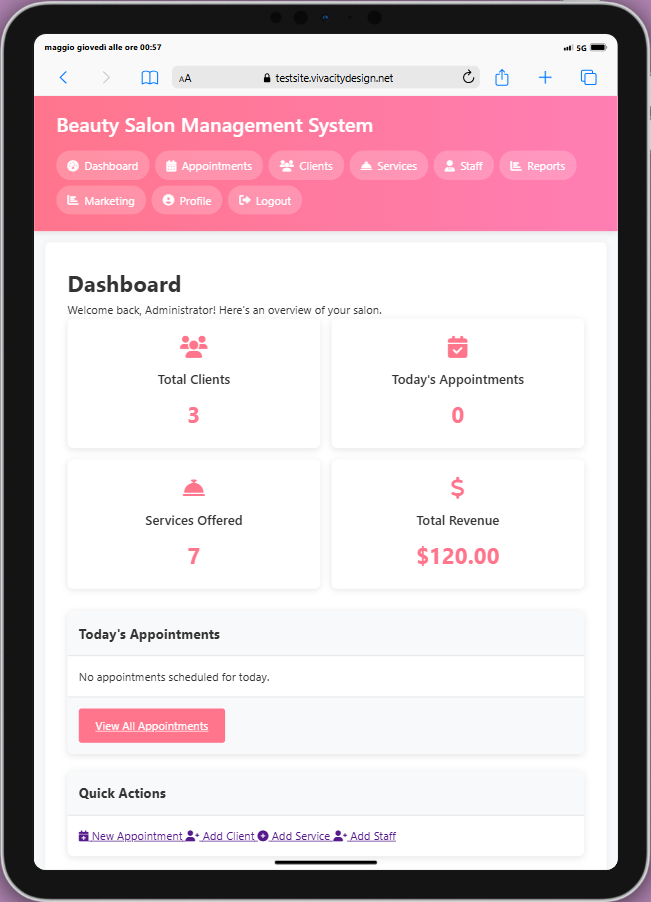 maggio giovedì alle ore 00:57
5G
AA
testsite.vivacitydesign.net
Beauty Salon Management System
Dashboard Appointments Clients Services Staff Reports
Marketing Profile Logout
Dashboard
Welcome back, Administrator! Here's an overview of your salon.
Total Clients
3
Today's Appointments
0
Services Offered
7
Total Revenue
$120.00
Today's Appointments
No appointments scheduled for today.
View All Appointments
Quick Actions
New Appointment Add Client Add Service Add Staff